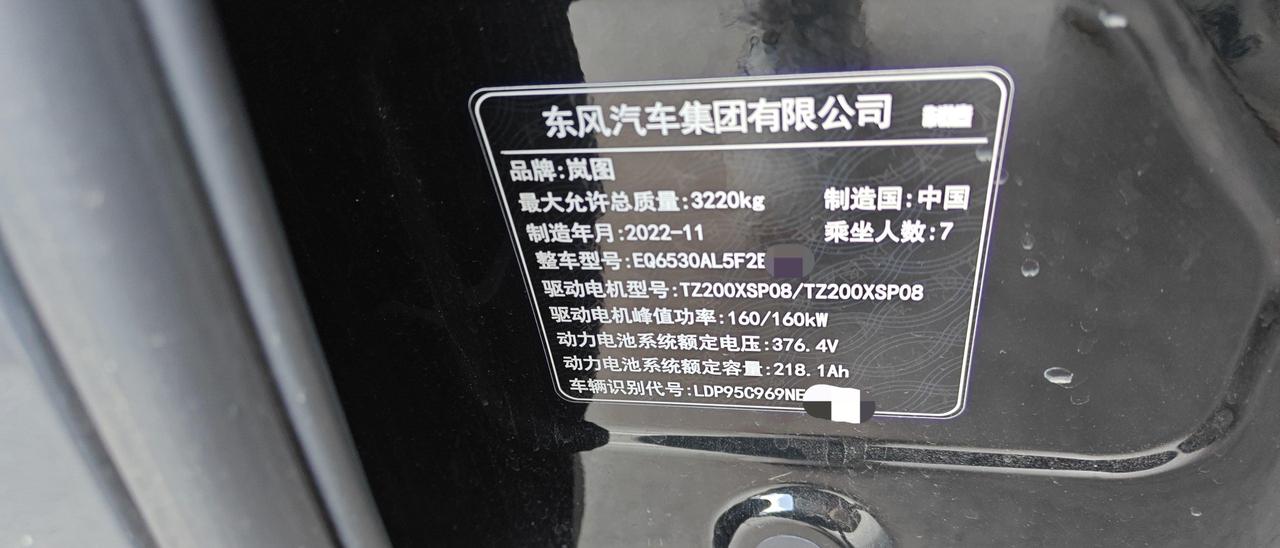 东风汽车集团有限公司
品牌:岚图
最大允许总质量:3220kg 制造国:中国
制造年月:2022-11 乘坐人数:7
整车型号:EQ6530AL5F2E
驱动电机型号:TZ200XSP08/TZ200XSP08
驱动电机峰值功率:160/160kW
动力电池系统额定电压:376.4V
动力电池系统额定容量:218.1Ah
车辆识别代号:LDP95C969NE